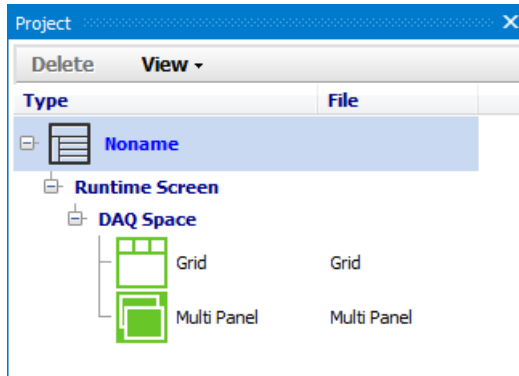 Project
Delete View
Type File
Noname
Runtime Screen
DAQ Space
Grid Grid
Multi Panel Multi Panel